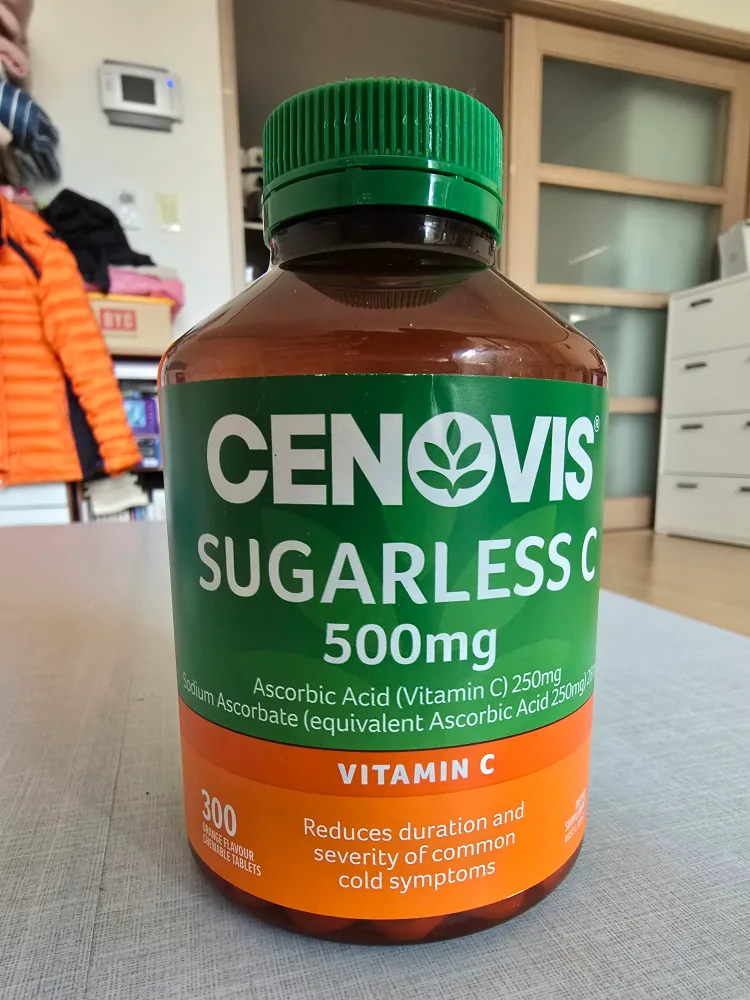 CENOVIS®
SUGARLESS C
500mg
Ascorbic Acid (Vitamin C) 250mg
Sodium Ascorbate (equivalent Ascorbic Acid 250mg)
VITAMIN C
300
ORANGE FLAVOUR
CHEWABLE TABLETS
Reduces duration and
severity of common
cold symptoms